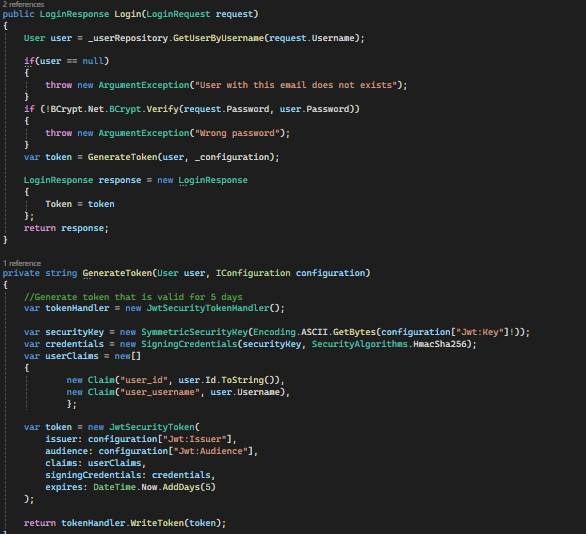 2 references
public LoginResponse Login(LoginRequest request)
{
User user = _userRepository.GetUserByUsername(request.Username);
if(user == null)
{
throw new ArgumentException("User with this email does not exists");
}
if (!BCrypt.Net.BCrypt.Verify(request.Password, user.Password))
{
throw new ArgumentException("Wrong password");
}
var token = GenerateToken(user, _configuration);
LoginResponse response = new LoginResponse
{
Token = token
};
return response;
}
1 reference
private string GenerateToken(User user, IConfiguration configuration)
{
//Generate token that is valid for 5 days
var tokenHandler = new JwtSecurityTokenHandler();
var securityKey = new SymmetricSecurityKey(Encoding.ASCII.GetBytes(configuration["Jwt:Key"]!));
var credentials = new SigningCredentials(securityKey, SecurityAlgorithms.HmacSha256);
var userClaims = new[]
{
new Claim("user_id", user.Id.ToString()),
new Claim("user_username", user.Username),
};
var token = new JwtSecurityToken(
issuer: configuration["Jwt:Issuer"],
audience: configuration["Jwt:Audience"],
claims: userClaims,
signingCredentials: credentials,
expires: DateTime.Now.AddDays(5)
);
return tokenHandler.WriteToken(token);
}